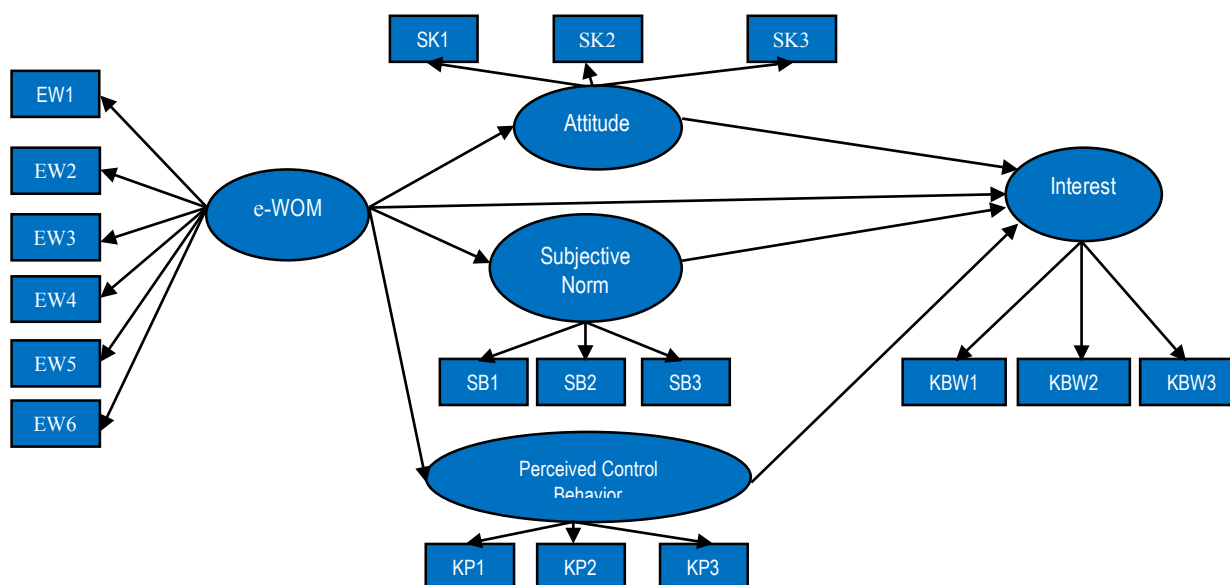 SK1
SK2
SK3
EW1
EW2
EW3
EW4
EW5
EW6
e-WOM
Attitude
Interest
Subjective
Norm
SB1
SB2
SB3
KBW1
KBW2
KBW3
Perceived Control
Behavior
KP1
KP2
KP3